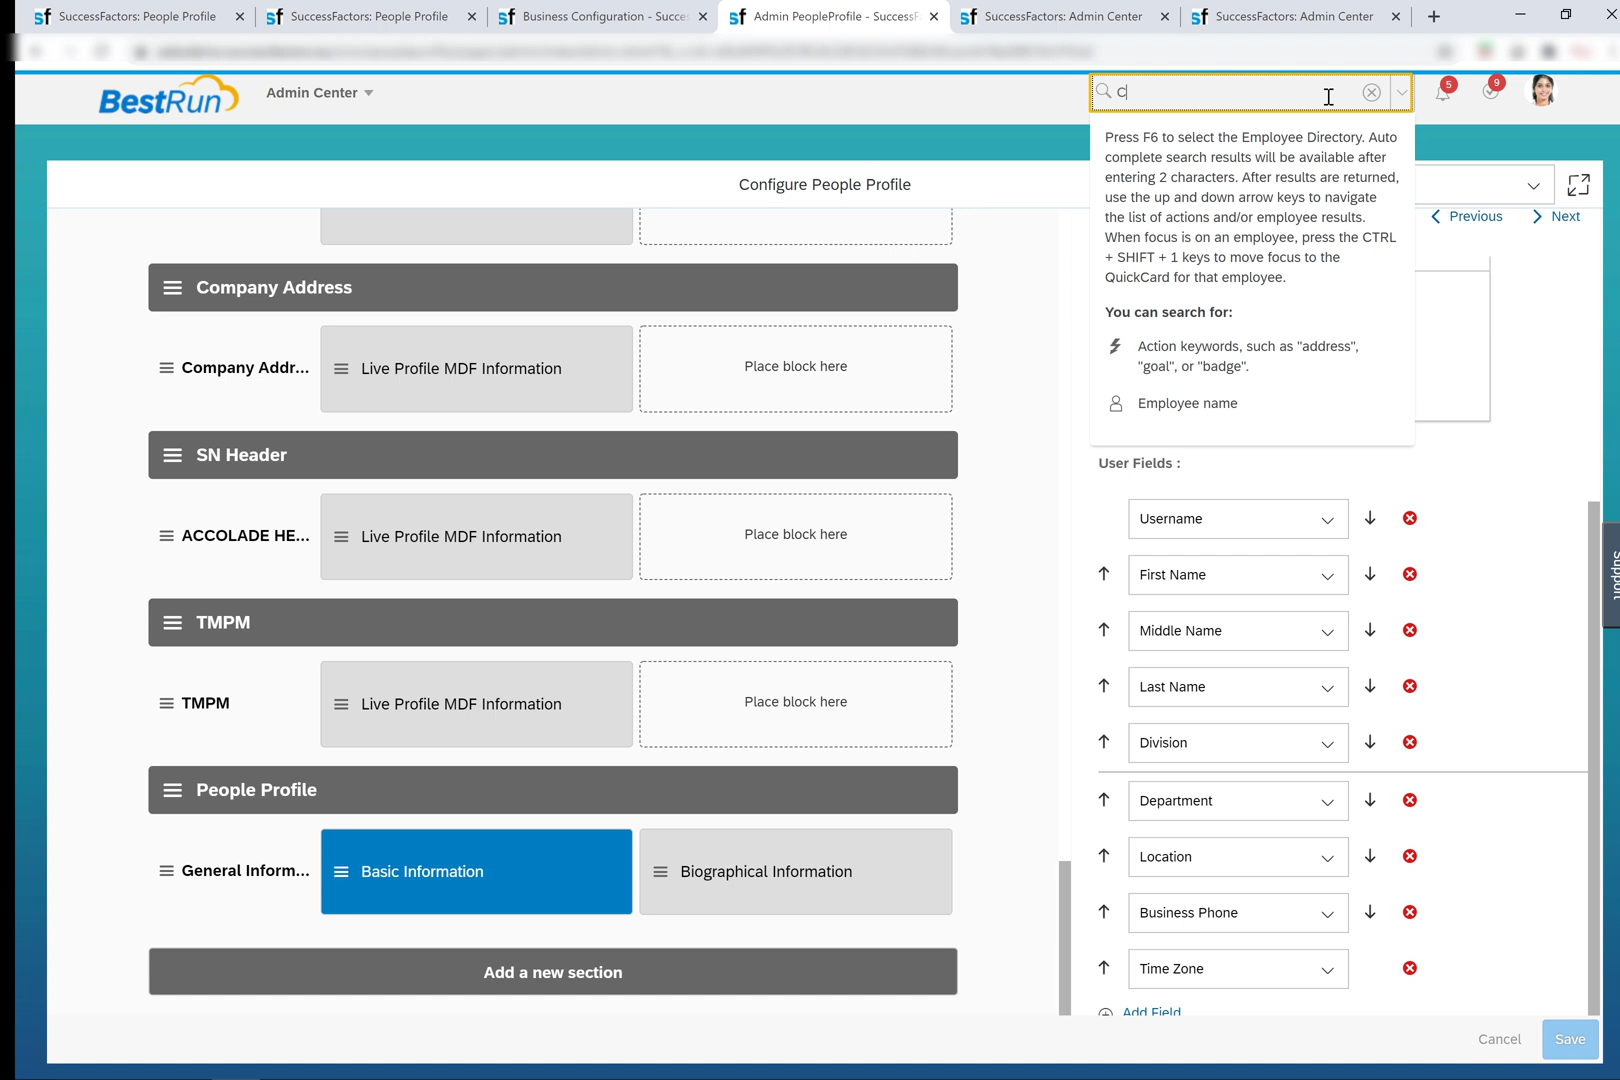 SuccessFactors: People Profile
SuccessFactors: People Profile
Business Configuration - Succes
Admin PeopleProfile - SuccessF
SuccessFactors: Admin Center
SuccessFactors: Admin Center
BestRun
Admin Center
C
5
9
Configure People Profile
Press F6 to select the Employee Directory. Auto
complete search results will be available after
entering 2 characters. After results are returned,
use the up and down arrow keys to navigate
the list of actions and/or employee results.
When focus is on an employee, press the CTRL
+ SHIFT + 1 keys to move focus to the
QuickCard for that employee.
You can search for:
Action keywords, such as "address",
"goal", or "badge".
Employee name
Previous
Next
Company Address
Company Addr...
Live Profile MDF Information
Place block here
SN Header
ACCOLADE HE...
Live Profile MDF Information
Place block here
TMPM
TMPM
Live Profile MDF Information
Place block here
People Profile
General Inform...
Basic Information
Biographical Information
Add a new section
User Fields :
Username
First Name
Middle Name
Last Name
Division
Department
Location
Business Phone
Time Zone
Add Field
Support
Cancel
Save